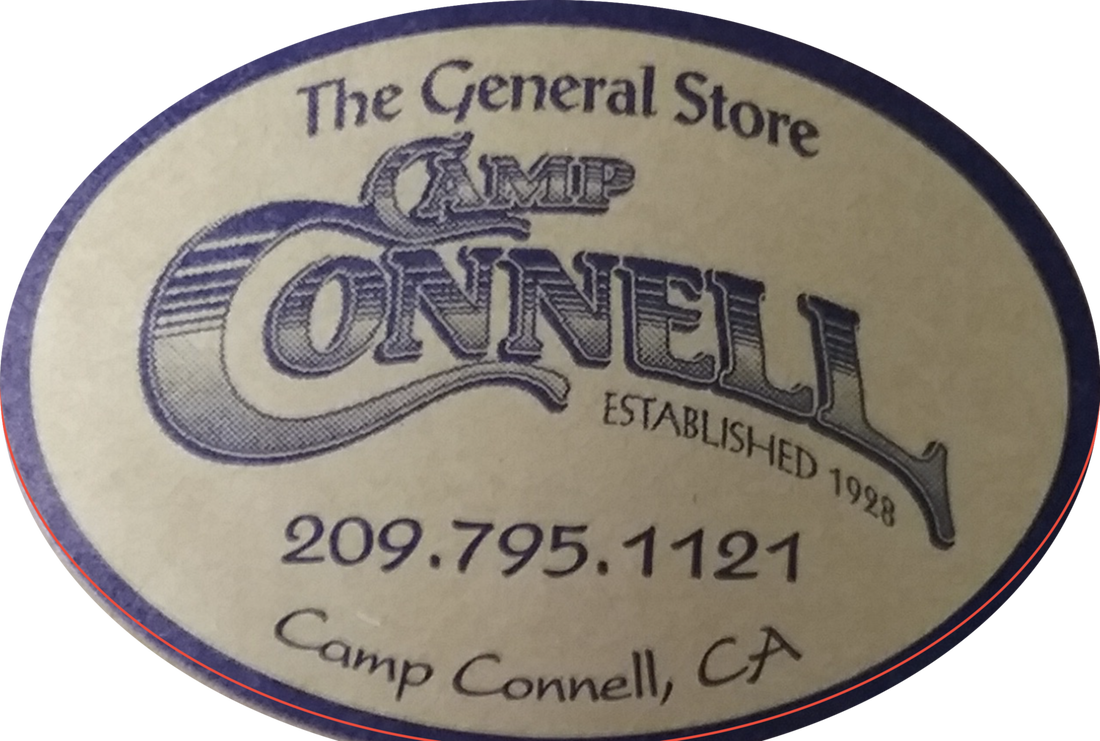 The General Store
CAMP
CONNELL
ESTABLISHED 1928
209.795.1121
Camp Connell, CA